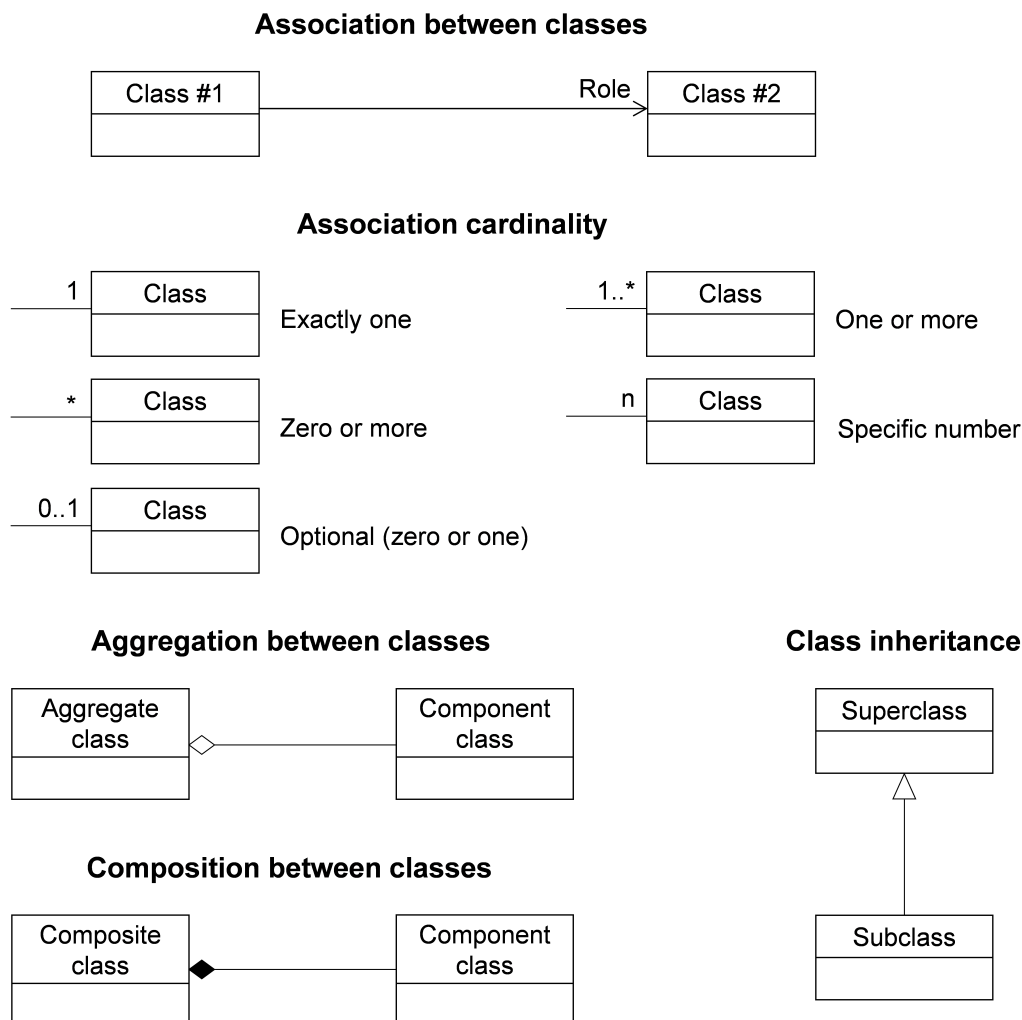 Association between classes
Class #1
Role
Class #2
Association cardinality
1
Class
Exactly one
1..*
Class
One or more
*
Class
Zero or more
n
Class
Specific number
0..1
Class
Optional (zero or one)
Aggregation between classes
Class inheritance
Aggregate
class
Component
class
Superclass
Composition between classes
Composite
class
Component
class
Subclass